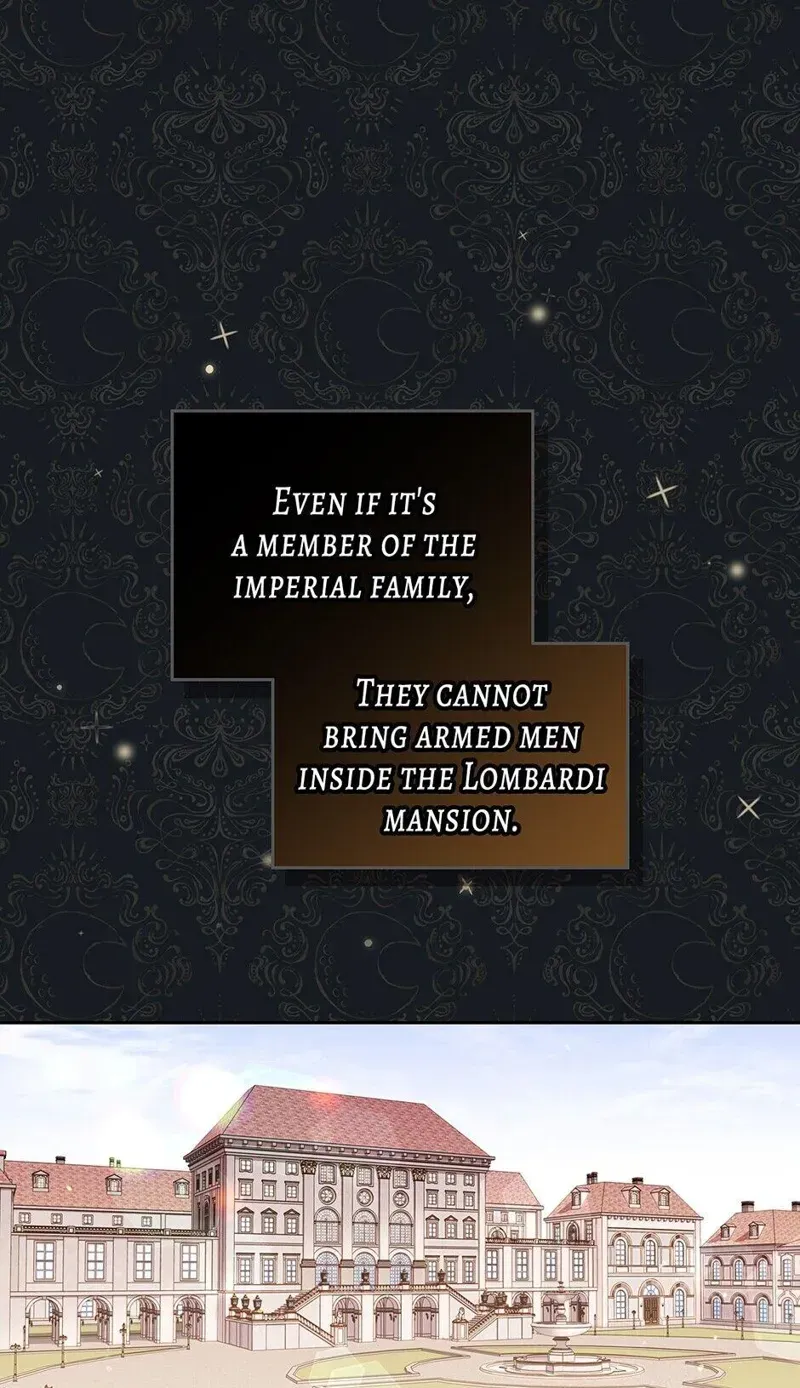 EVEN IF IT'S
A MEMBER OF THE
IMPERIAL FAMILY,
THEY CANNOT
BRING ARMED MEN
INSIDE THE LOMBARDI
MANSION.